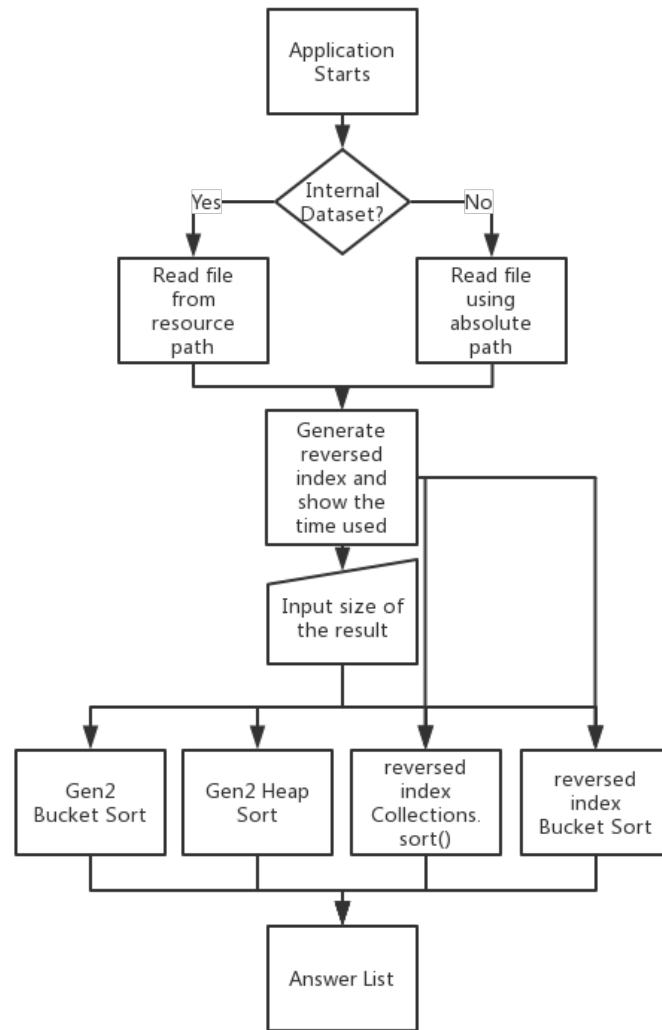 Application
Starts
Internal
Dataset?
Yes
No
Read file
from
resource
path
Read file
using
absolute
path
Generate
reversed
index and
show the
time used
Input size of
the result
Gen2
Bucket Sort
Gen2 Heap
Sort
reversed
index
Collections.
sort()
reversed
index
Bucket Sort
Answer List